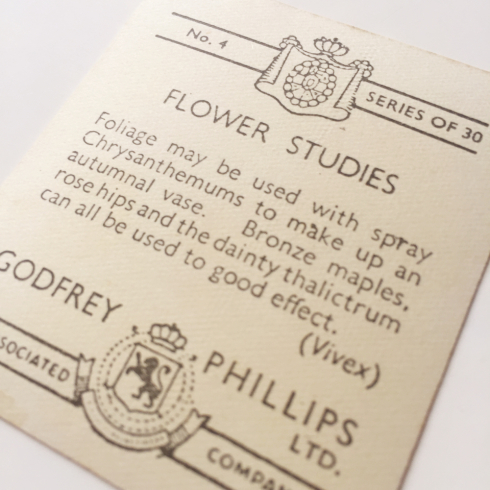 No. 4
SERIES OF 30
FLOWER STUDIES
Foliage may be used with spray
Chrysanthemums to make up an
autumnal vase. Bronze maples,
rose hips and the dainty thalictrum
can all be used to good effect.
(Vivex)
GODFREY
PHILLIPS
LTD.